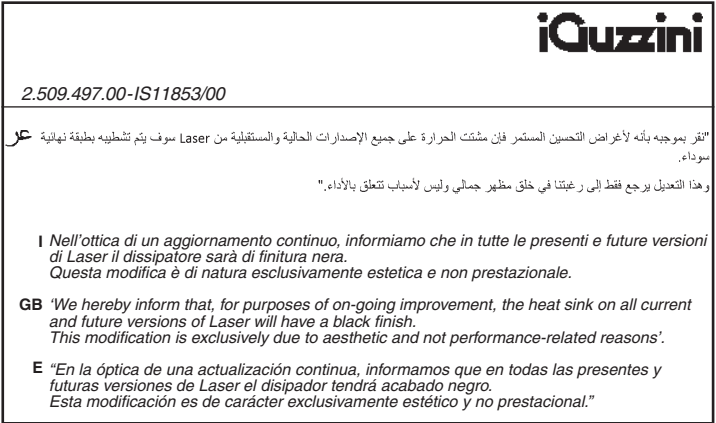 iGuzzini
2.509.497.00-IS11853/00
عر "نقر بموجبه بأنه لأغراض التحسين المستمر فإن مشتت الحرارة على جميع الإصدارات الحالية والمستقبلية من Laser سوف يتم تشطيبه بطبقة نهائية
سوداء.
وهذا التعديل يرجع فقط إلى رغبتنا في خلق مظهر جمالي وليس لأسباب تتعلق بالأداء."
I Nell'ottica di un aggiornamento continuo, informiamo che in tutte le presenti e future versioni
di Laser il dissipatore sarà di finitura nera.
Questa modifica è di natura esclusivamente estetica e non prestazionale.
GB ‘We hereby inform that, for purposes of on-going improvement, the heat sink on all current
and future versions of Laser will have a black finish.
This modification is exclusively due to aesthetic and not performance-related reasons’.
E “En la óptica de una actualización continua, informamos que en todas las presentes y
futuras versiones de Laser el disipador tendrá acabado negro.
Esta modificación es de carácter exclusivamente estético y no prestacional.”